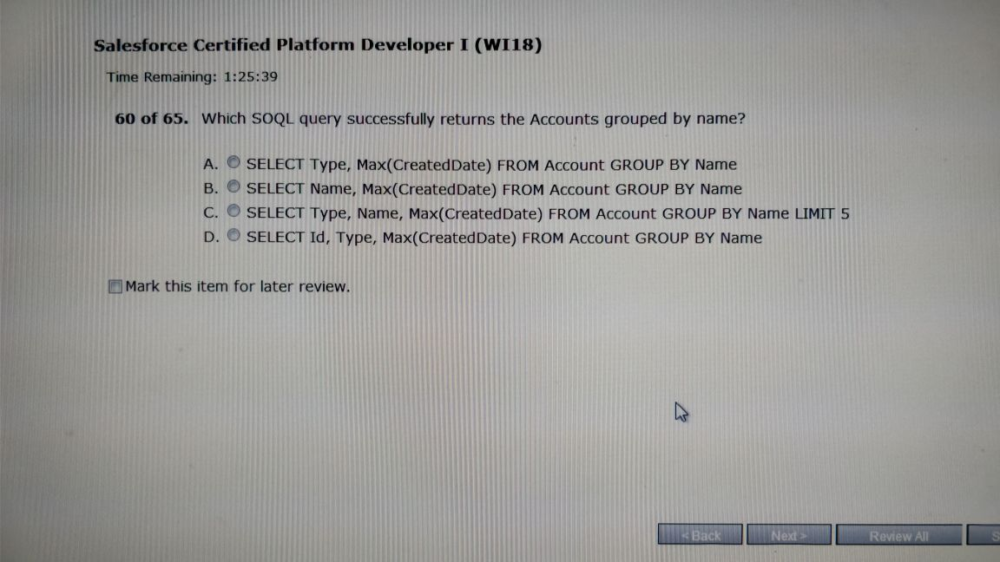 Salesforce Certified Platform Developer I (WI18)
Time Remaining: 1:25:39
60 of 65. Which SOQL query successfully returns the Accounts grouped by name?
A. SELECT Type, Max(CreatedDate) FROM Account GROUP BY Name
B. SELECT Name, Max(CreatedDate) FROM Account GROUP BY Name
C. SELECT Type, Name, Max(CreatedDate) FROM Account GROUP BY Name LIMIT 5
D. SELECT Id, Type, Max(CreatedDate) FROM Account GROUP BY Name
Mark this item for later review.
< Back Next > Review All S